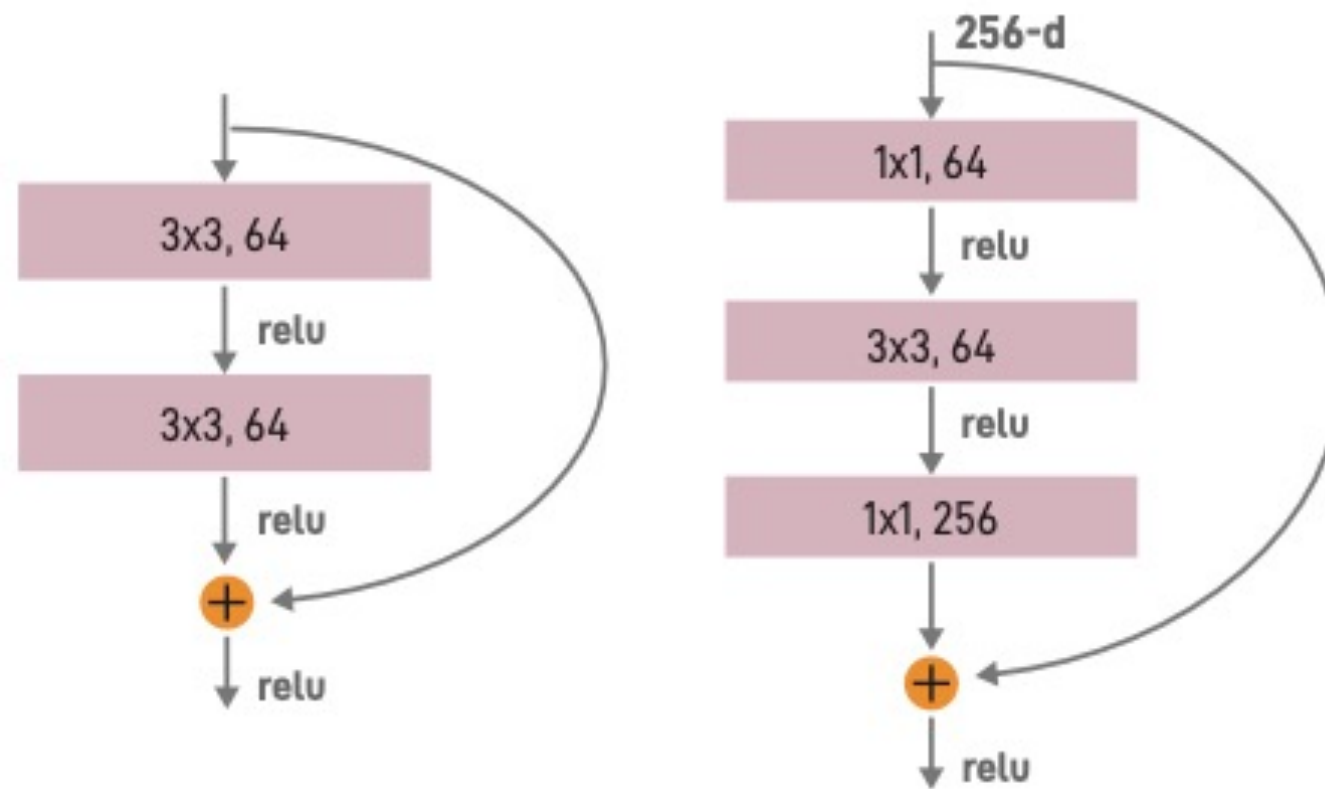 3x3, 64
relu
3x3, 64
relu
+
relu
256-d
1x1, 64
relu
3x3, 64
relu
1x1, 256
+
relu